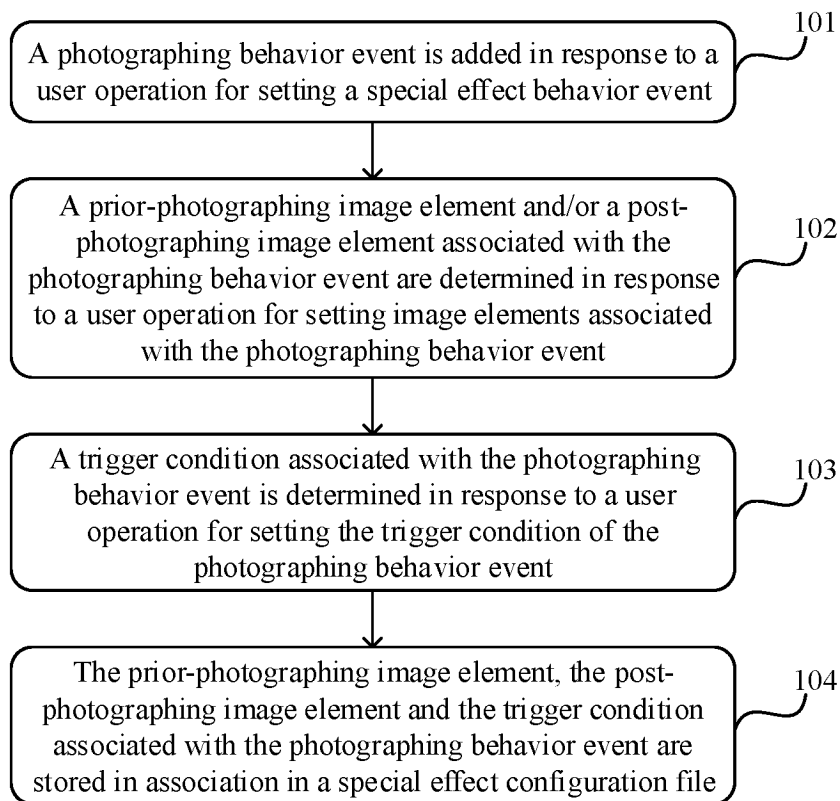 101
A photographing behavior event is added in response to a
user operation for setting a special effect behavior event
A prior-photographing image element and/or a post-
photographing image element associated with the
photographing behavior event are determined in response
to a user operation for setting image elements associated
with the photographing behavior event
102
A trigger condition associated with the photographing
behavior event is determined in response to a user
operation for setting the trigger condition of the
photographing behavior event
103
The prior-photographing image element, the post-
photographing image element and the trigger condition
associated with the photographing behavior event are
stored in association in a special effect configuration file
104